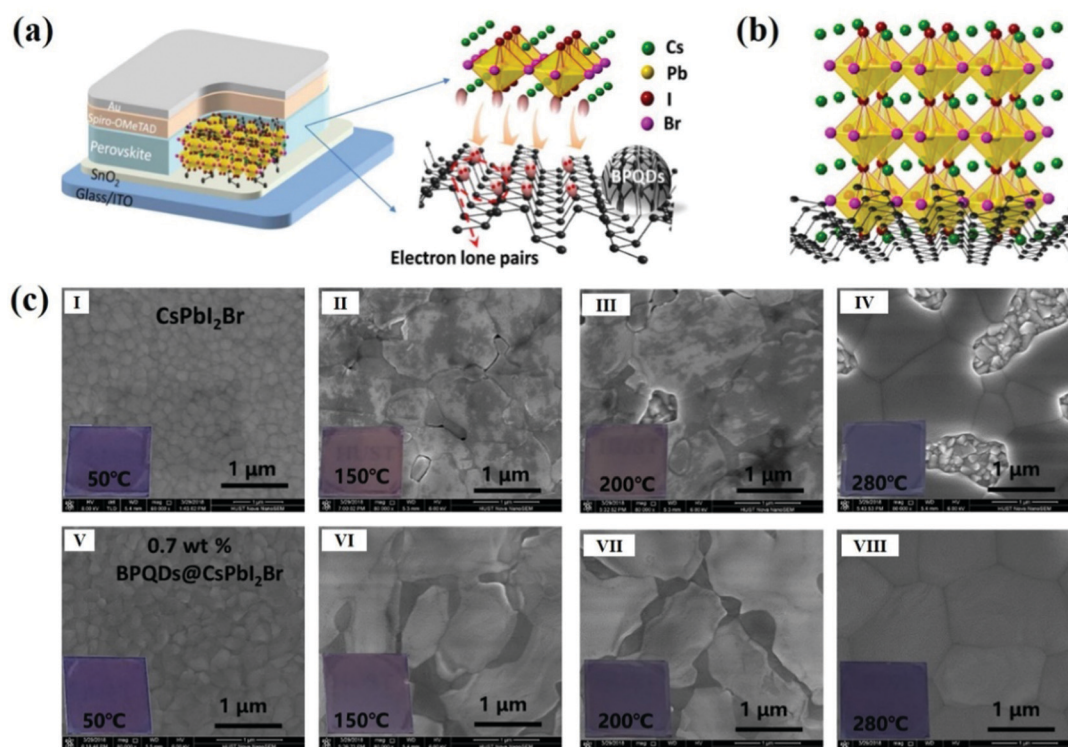 (a)
Au
Spiro-OMeTAD
Perovskite
SnO₂
Glass/ITO
Cs
Pb
I
Br
BPQDs
Electron lone pairs
(b)
(c)
I
CsPbI₂Br
50℃
1 μm
II
HUST
150℃
1 μm
III
HUST
200℃
1 μm
IV
280℃
1 μm
V
0.7 wt %
BPQDs@CsPbI₂Br
50℃
1 μm
VI
150℃
1 μm
VII
200℃
1 μm
VIII
280℃
1 μm